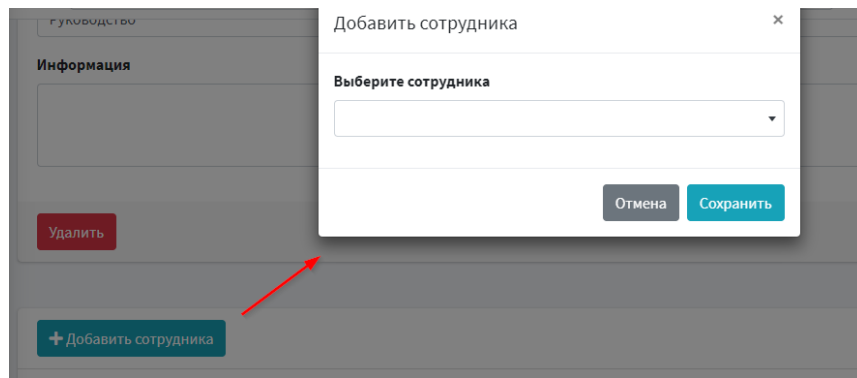 Руководство
Добавить сотрудника
×
Информация
Выберите сотрудника
Отмена
Сохранить
Удалить
Добавить сотрудника